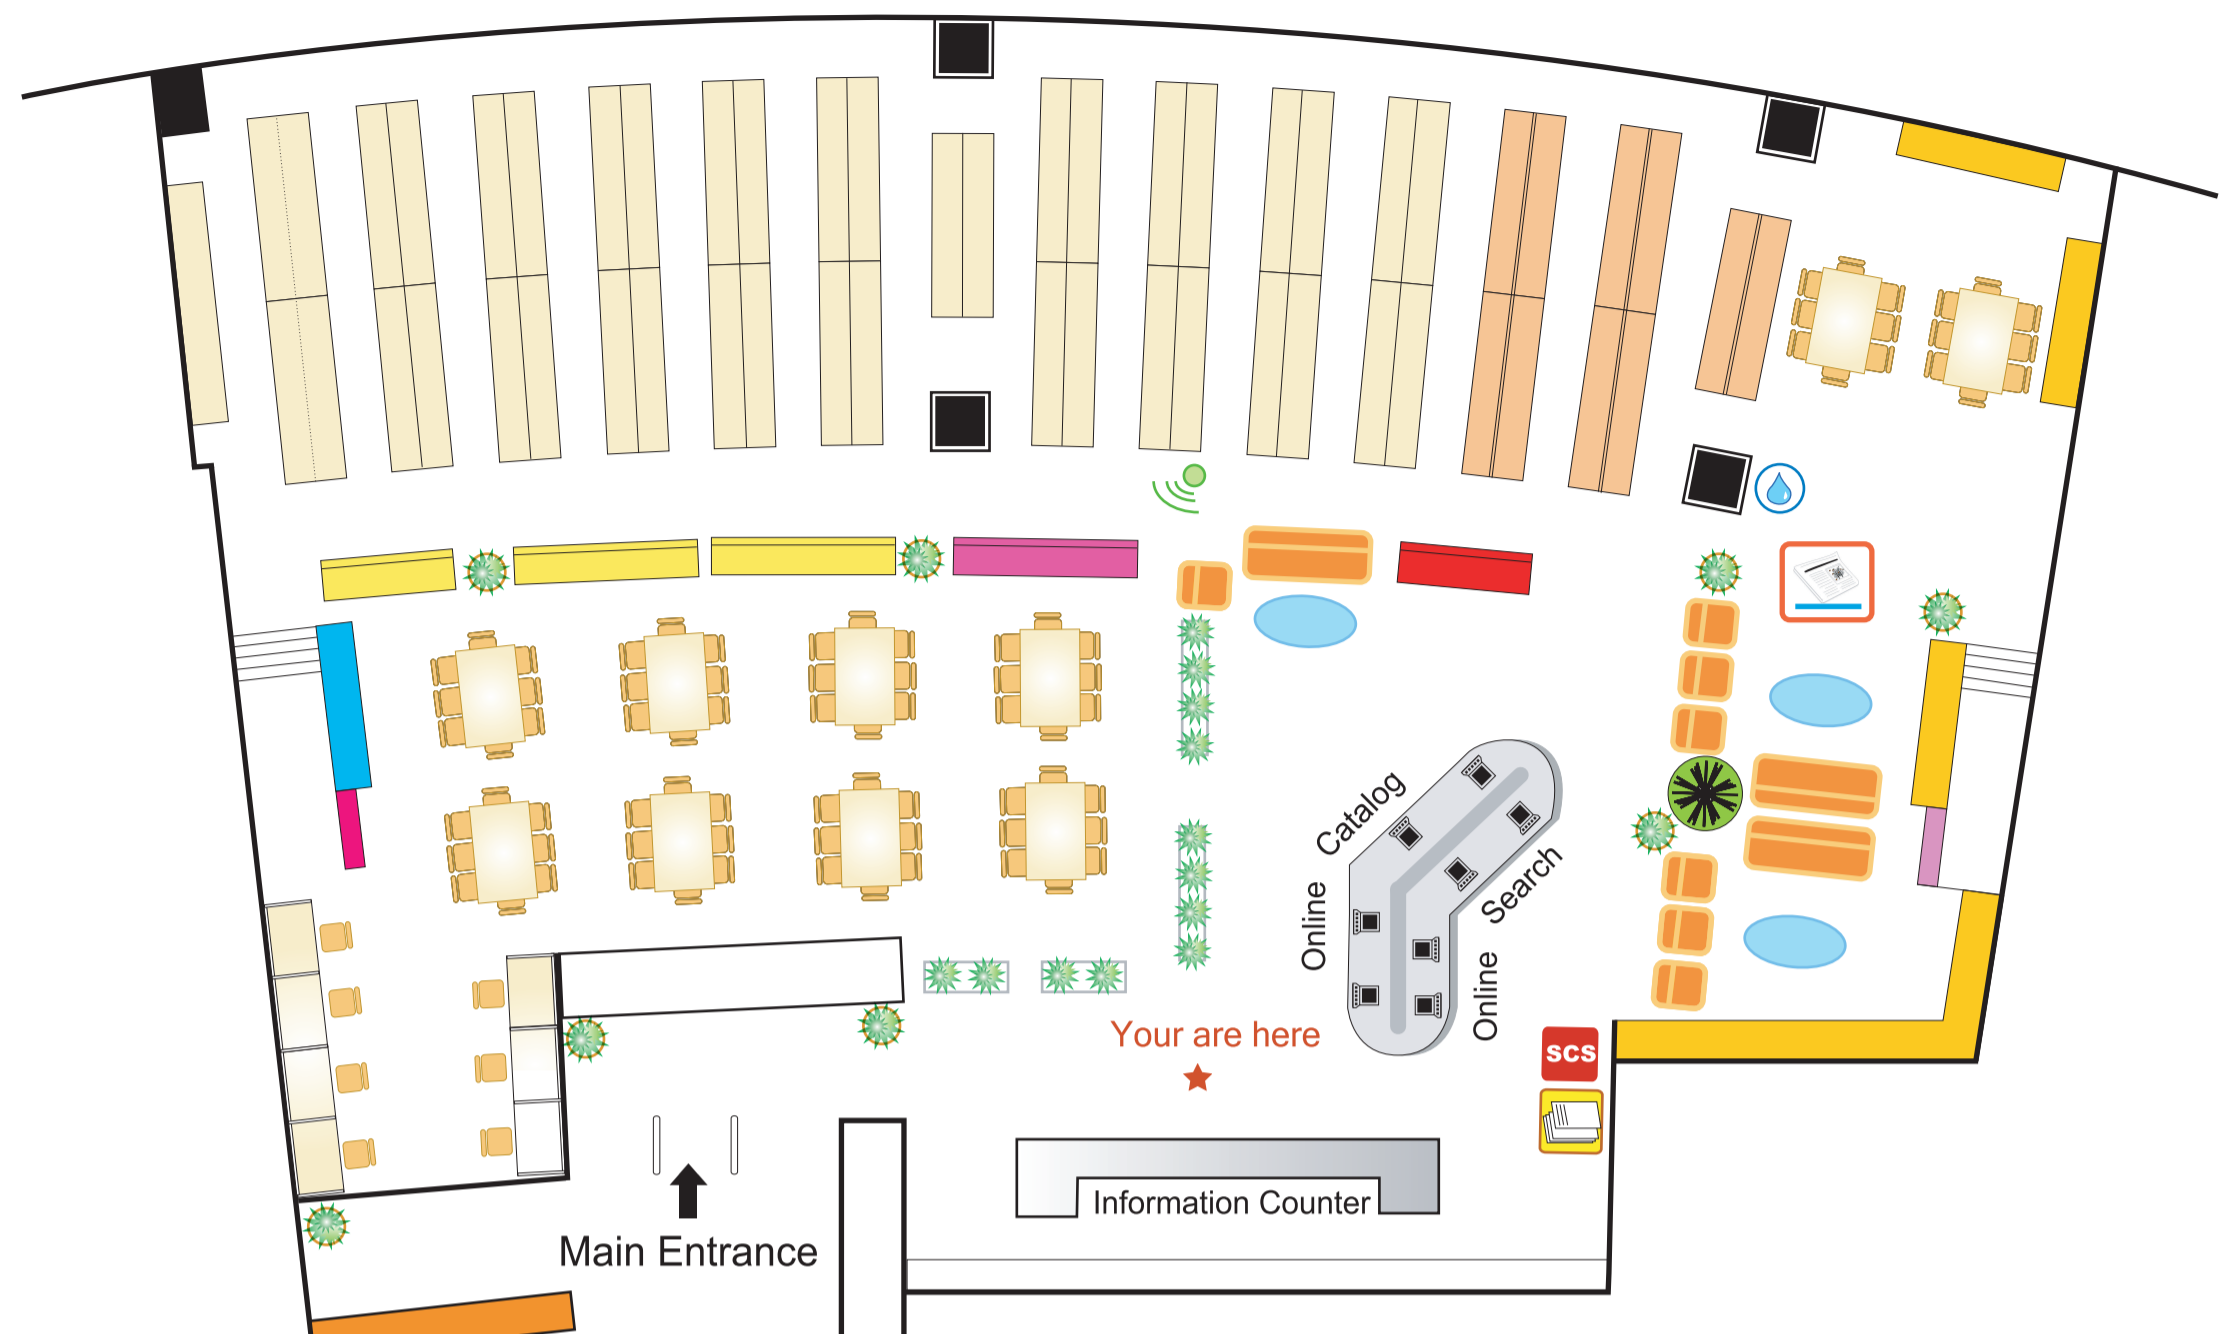 Catalog
Search
Online
Online
Your are here
scs
Information Counter
Main Entrance